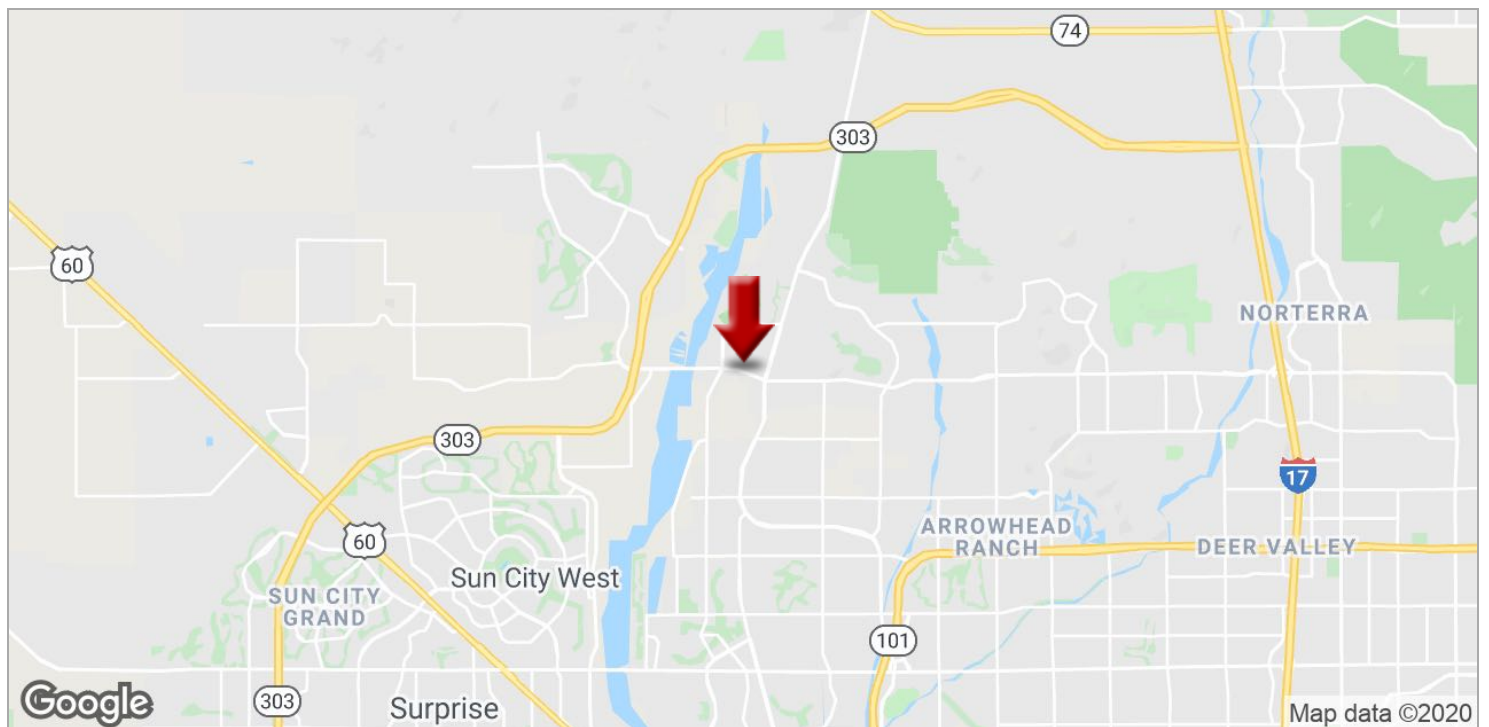 74
303
60
NORTERRA
303
17
ARROWHEAD
RANCH
DEER VALLEY
60
Sun City West
SUN CITY
GRAND
101
303
Surprise
Google
Map data ©2020